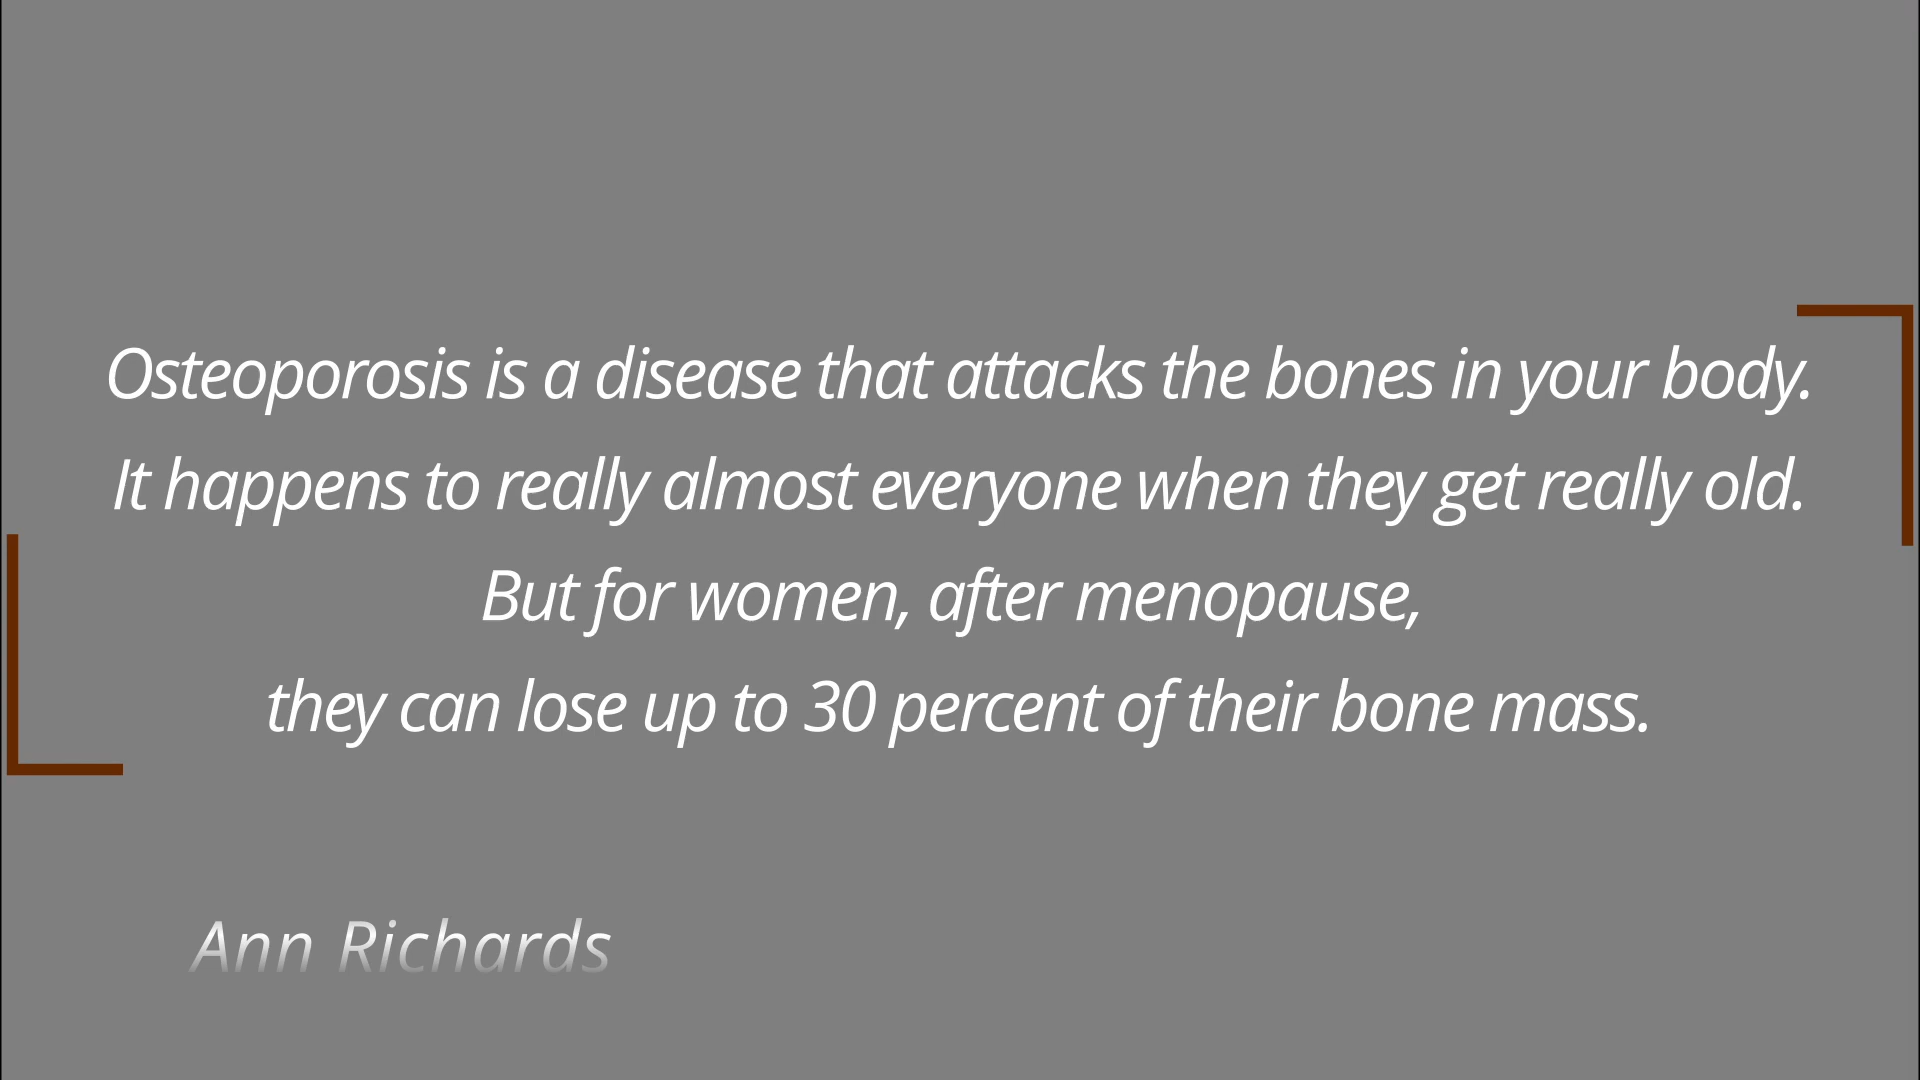 Osteoporosis is a disease that attacks the bones in your body.
It happens to really almost everyone when they get really old.
But for women, after menopause,
they can lose up to 30 percent of their bone mass.
Ann Richards